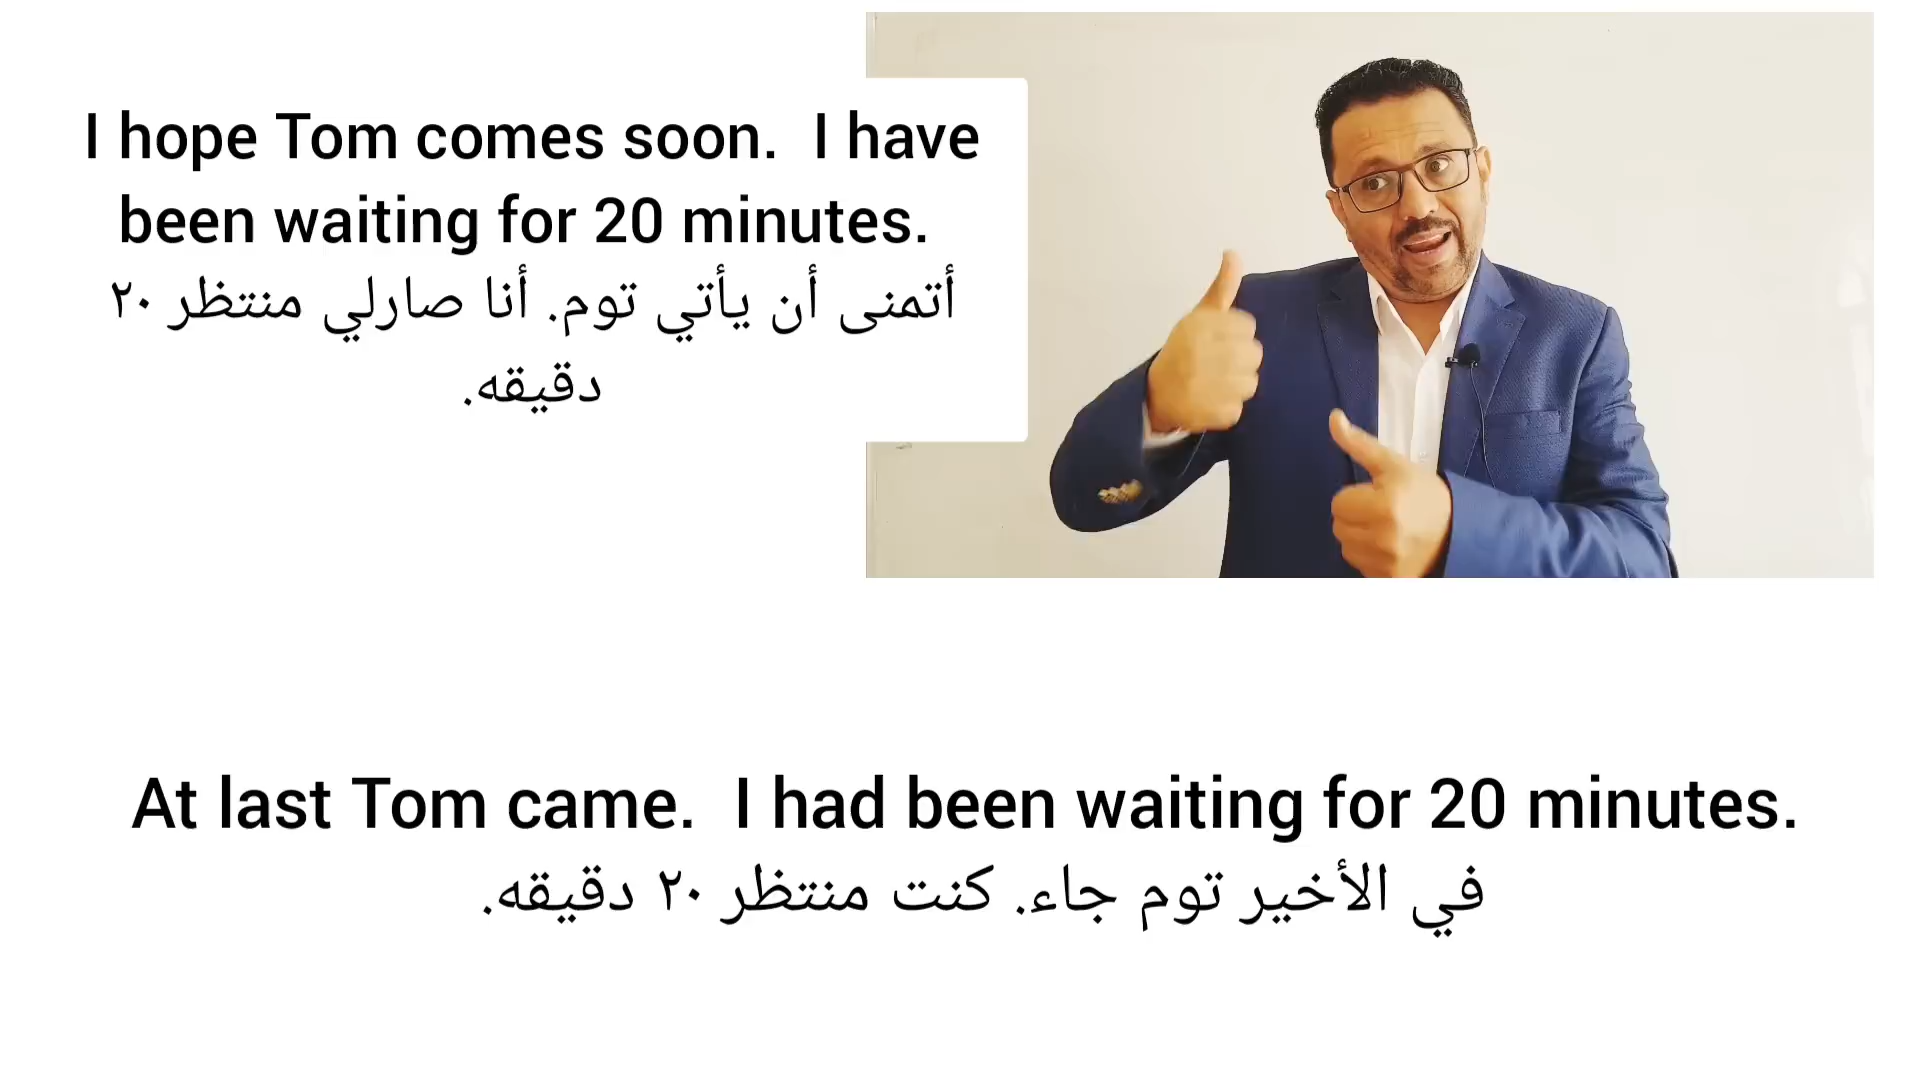 I hope Tom comes soon.  I have
been waiting for 20 minutes.
أتمنى أن يأتي توم. أنا صارلي منتظر ٢٠
دقيقه.
At last Tom came.  I had been waiting for 20 minutes.
في الأخير توم جاء. كنت منتظر ٢٠ دقيقه.